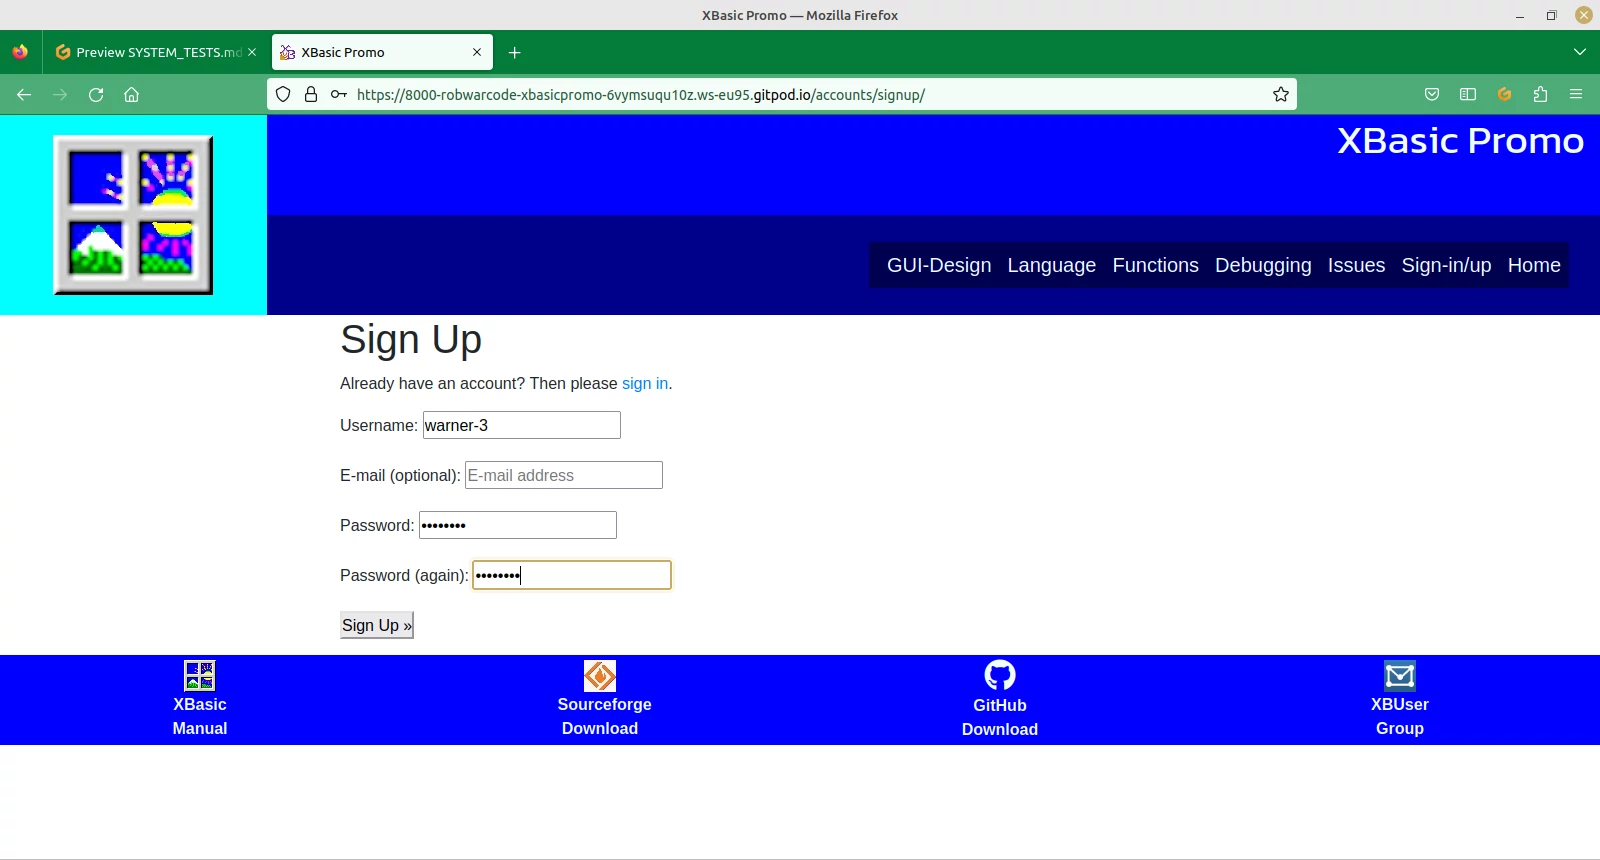 XBasic Promo — Mozilla Firefox
Preview SYSTEM_TESTS.md
XBasic Promo
https://8000-robwarcode-xbasicpromo-6vymsuqu10z.ws-eu95.gitpod.io/accounts/signup/
XBasic Promo
GUI-Design Language Functions Debugging Issues Sign-in/up Home
Sign Up
Already have an account? Then please sign in.
Username: warner-3
E-mail (optional): E-mail address
Password: ••••••••
Password (again): ••••••••
Sign Up »
XBasic
Manual
Sourceforge
Download
GitHub
Download
XBUser
Group